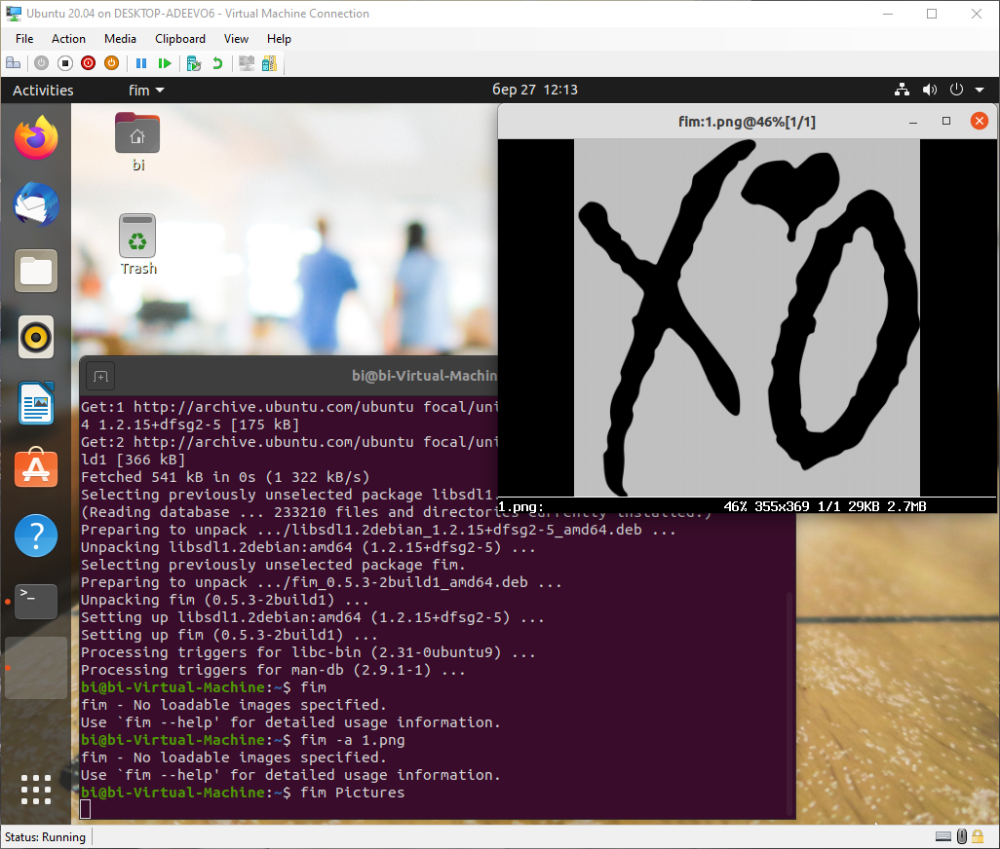 Ubuntu 20.04 on DESKTOP-ADEEVO6 - Virtual Machine Connection
File Action Media Clipboard View Help
Activities fim бер 27 12:13
bi
Trash
fim:1.png@46%[1/1]
XO
1.png: 46% 355x369 1/1 29KB 2.7MB
bi@bi-Virtual-Machin
Get:1 http://archive.ubuntu.com/ubuntu focal/uni
4 1.2.15+dfsg2-5 [175 kB]
Get:2 http://archive.ubuntu.com/ubuntu focal/uni
ld1 [366 kB]
Fetched 541 kB in 0s (1 322 kB/s)
Selecting previously unselected package libsdl1.
(Reading database ... 233210 files and directories currently installed.)
Preparing to unpack .../libsdl1.2debian_1.2.15+dfsg2-5_amd64.deb ...
Unpacking libsdl1.2debian:amd64 (1.2.15+dfsg2-5) ...
Selecting previously unselected package fim.
Preparing to unpack .../fim_0.5.3-2build1_amd64.deb ...
Unpacking fim (0.5.3-2build1) ...
Setting up libsdl1.2debian:amd64 (1.2.15+dfsg2-5) ...
Setting up fim (0.5.3-2build1) ...
Processing triggers for libc-bin (2.31-0ubuntu9) ...
Processing triggers for man-db (2.9.1-1) ...
bi@bi-Virtual-Machine:~$ fim
fim - No loadable images specified.
Use `fim --help' for detailed usage information.
bi@bi-Virtual-Machine:~$ fim -a 1.png
fim - No loadable images specified.
Use `fim --help' for detailed usage information.
bi@bi-Virtual-Machine:~$ fim Pictures
Status: Running